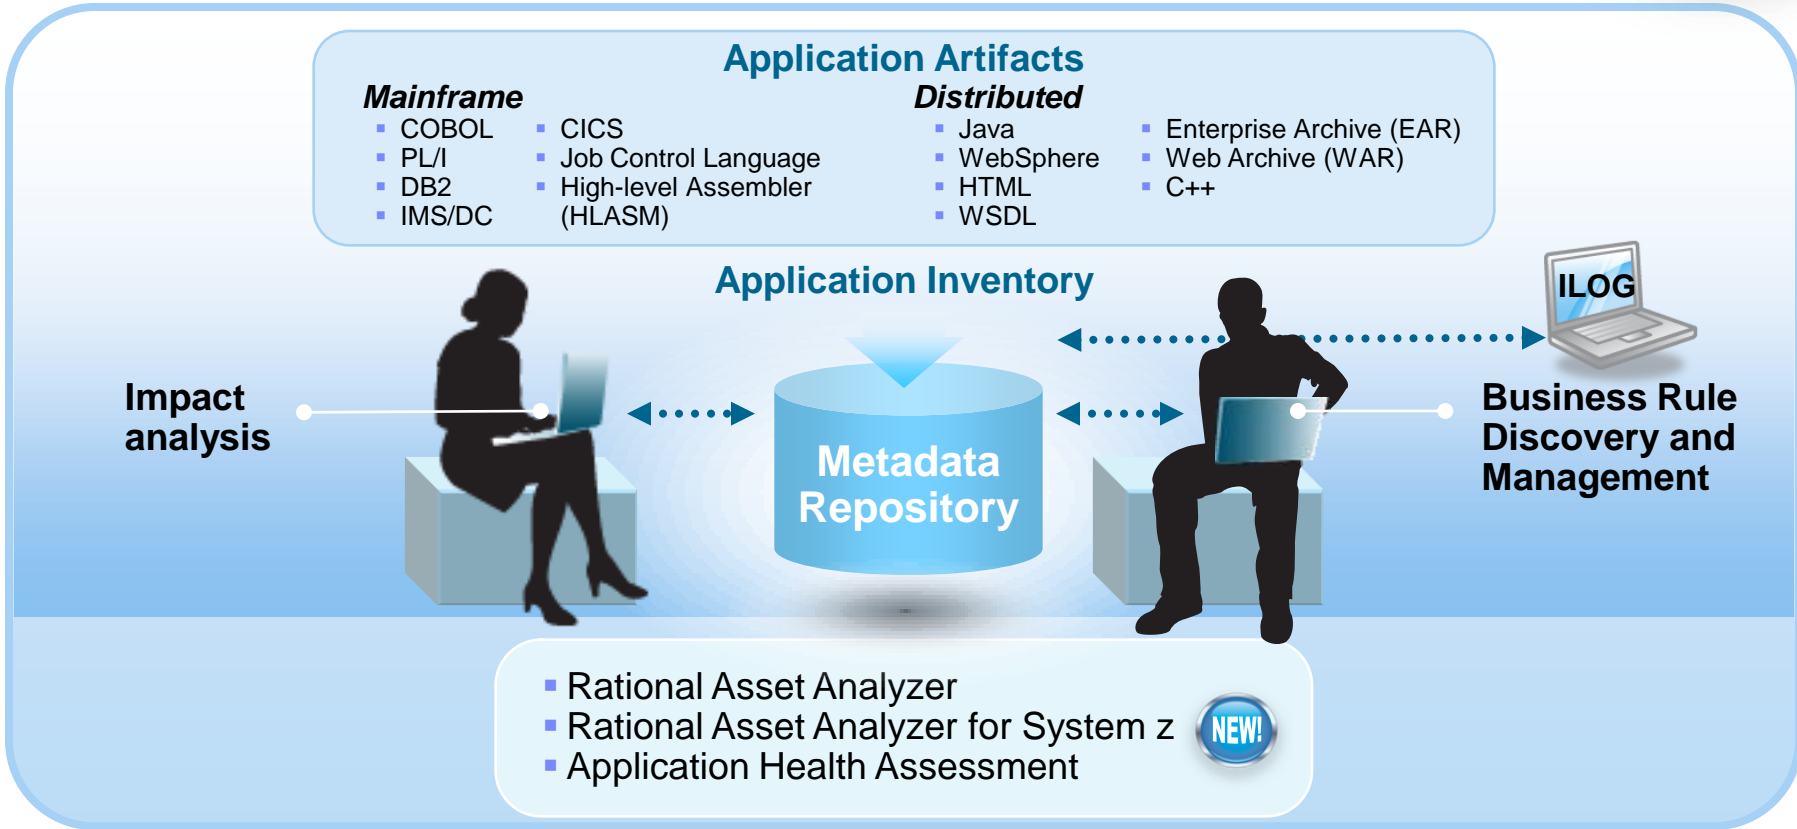 Application Artifacts
Mainframe
COBOL
PL/I
DB2
IMS/DC
CICS
Job Control Language
High-level Assembler
(HLASM)
Distributed
Java
WebSphere
HTML
WSDL
Enterprise Archive (EAR)
Web Archive (WAR)
C++
Application Inventory
ILOG
Impact
analysis
Metadata
Repository
Business Rule
Discovery and
Management
Rational Asset Analyzer
Rational Asset Analyzer for System z
Application Health Assessment
NEW!